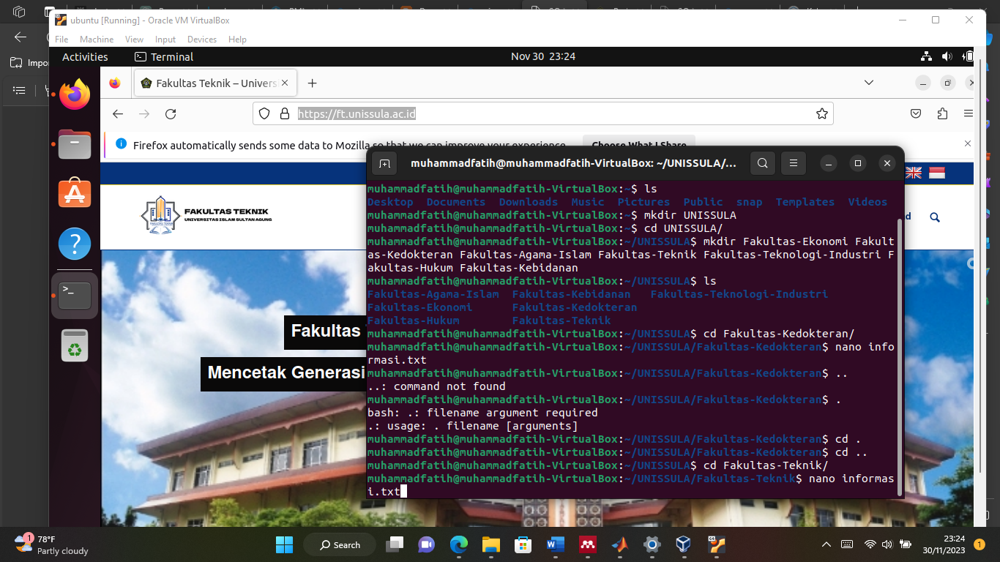 ubuntu [Running] - Oracle VM VirtualBox
File Machine View Input Devices Help
Impo
Activities
Terminal
Nov 30 23:24
Fakultas Teknik – Univers
https://ft.unissula.ac.id
Firefox automatically sends some data to Mozilla so that we can improve your experience.
Choose What I Share
FAKULTAS TEKNIK
UNIVERSITAS ISLAM SULTAN AGUNG
Fakultas
Mencetak Generasi
muhammadfatih@muhammadfatih-VirtualBox: ~/UNISSULA/...
muhammadfatih@muhammadfatih-VirtualBox:~$ ls
Desktop Documents Downloads Music Pictures Public snap Templates Videos
muhammadfatih@muhammadfatih-VirtualBox:~$ mkdir UNISSULA
muhammadfatih@muhammadfatih-VirtualBox:~$ cd UNISSULA/
muhammadfatih@muhammadfatih-VirtualBox:~/UNISSULA$ mkdir Fakultas-Ekonomi Fakult
as-Kedokteran Fakultas-Agama-Islam Fakultas-Teknik Fakultas-Teknologi-Industri F
akultas-Hukum Fakultas-Kebidanan
muhammadfatih@muhammadfatih-VirtualBox:~/UNISSULA$ ls
Fakultas-Agama-Islam Fakultas-Kebidanan Fakultas-Teknologi-Industri
Fakultas-Ekonomi Fakultas-Kedokteran
Fakultas-Hukum Fakultas-Teknik
muhammadfatih@muhammadfatih-VirtualBox:~/UNISSULA$ cd Fakultas-Kedokteran/
muhammadfatih@muhammadfatih-VirtualBox:~/UNISSULA/Fakultas-Kedokteran$ nano info
rmasi.txt
muhammadfatih@muhammadfatih-VirtualBox:~/UNISSULA/Fakultas-Kedokteran$ ..
..: command not found
muhammadfatih@muhammadfatih-VirtualBox:~/UNISSULA/Fakultas-Kedokteran$ .
bash: .: filename argument required
.: usage: . filename [arguments]
muhammadfatih@muhammadfatih-VirtualBox:~/UNISSULA/Fakultas-Kedokteran$ cd .
muhammadfatih@muhammadfatih-VirtualBox:~/UNISSULA/Fakultas-Kedokteran$ cd ..
muhammadfatih@muhammadfatih-VirtualBox:~/UNISSULA$ cd Fakultas-Teknik/
muhammadfatih@muhammadfatih-VirtualBox:~/UNISSULA/Fakultas-Teknik$ nano informas
i.txt
1
78°F
Partly cloudy
Search
23:24
30/11/2023
1